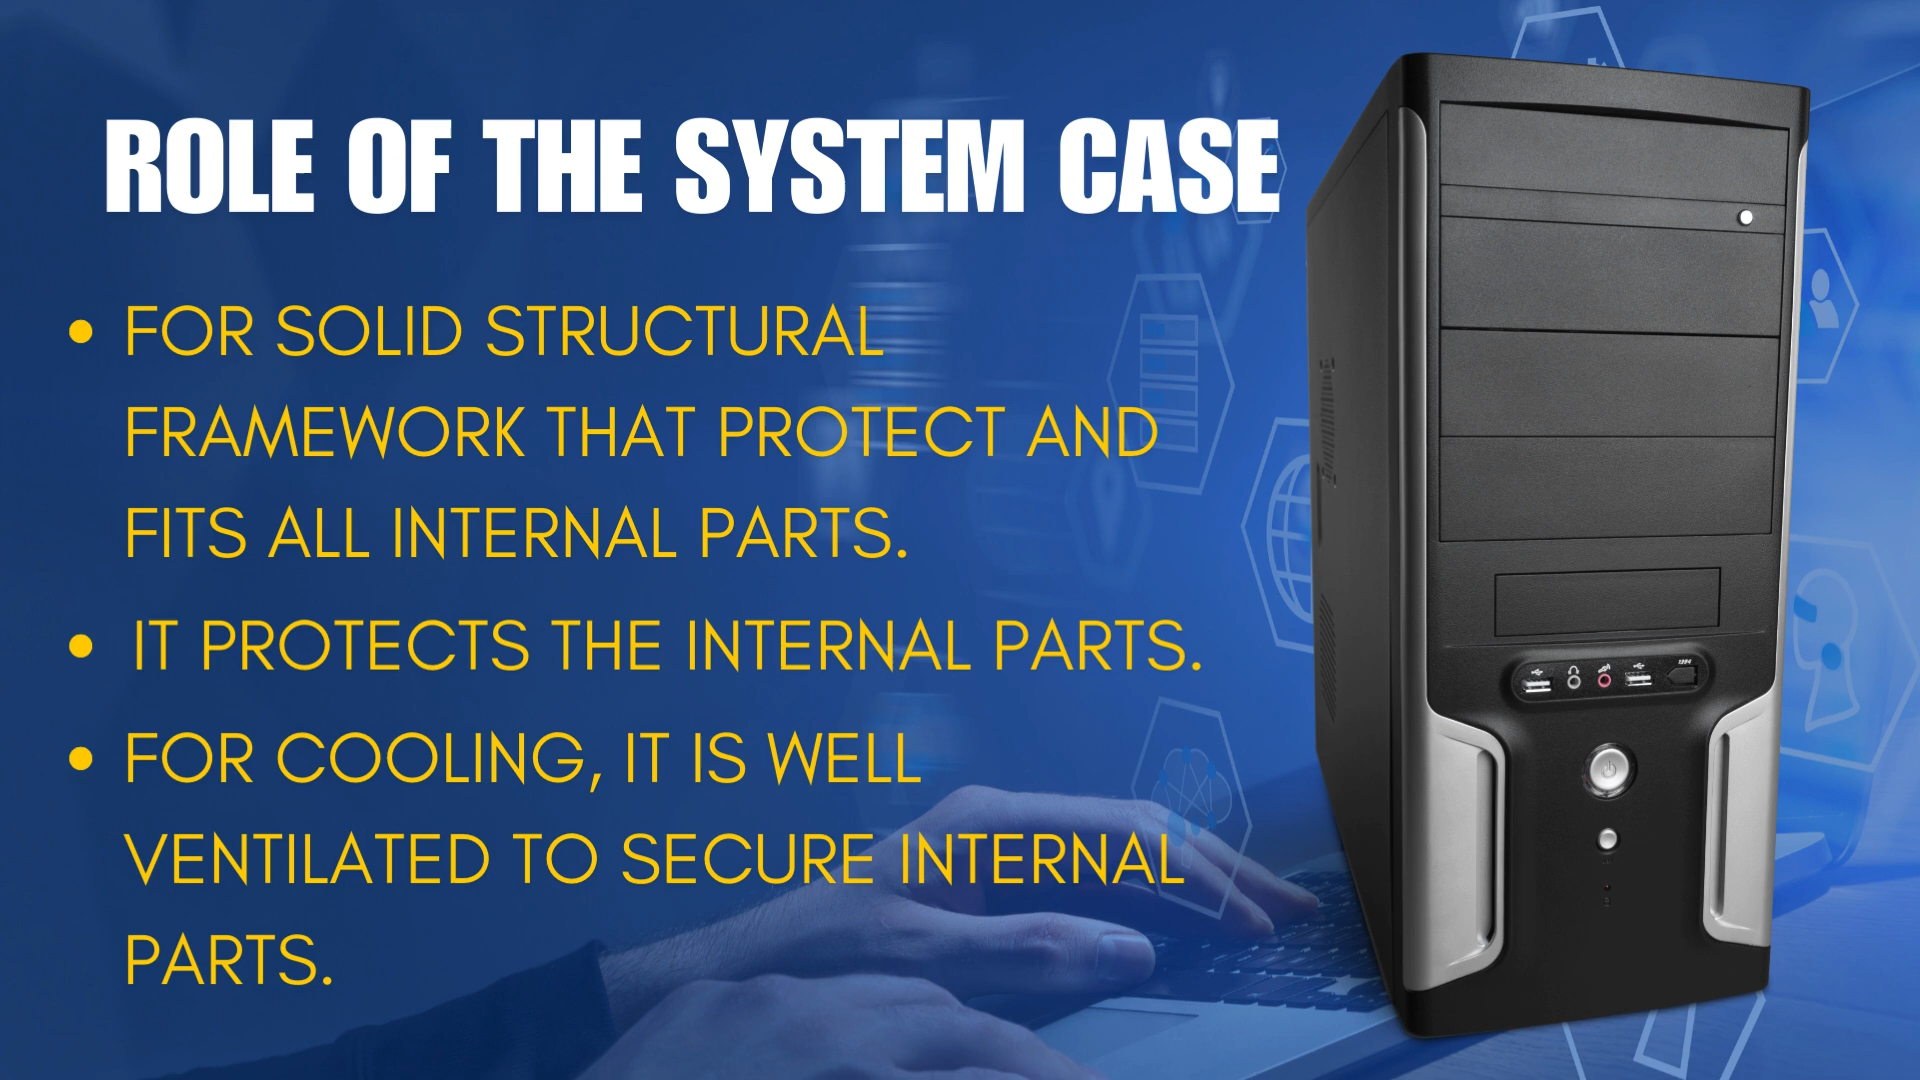 ROLE OF THE SYSTEM CASE
• FOR SOLID STRUCTURAL
FRAMEWORK THAT PROTECT AND
FITS ALL INTERNAL PARTS.
• IT PROTECTS THE INTERNAL PARTS.
• FOR COOLING, IT IS WELL
VENTILATED TO SECURE INTERNAL
PARTS.
1394